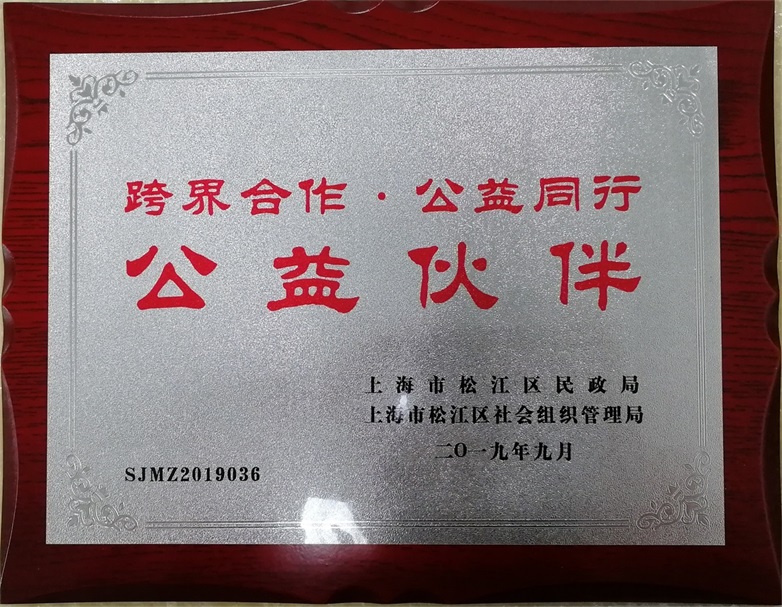 跨界合作·公益同行
公益伙伴
上海市松江区民政局
上海市松江区社会组织管理局
二〇一九年九月
SJMZ2019036